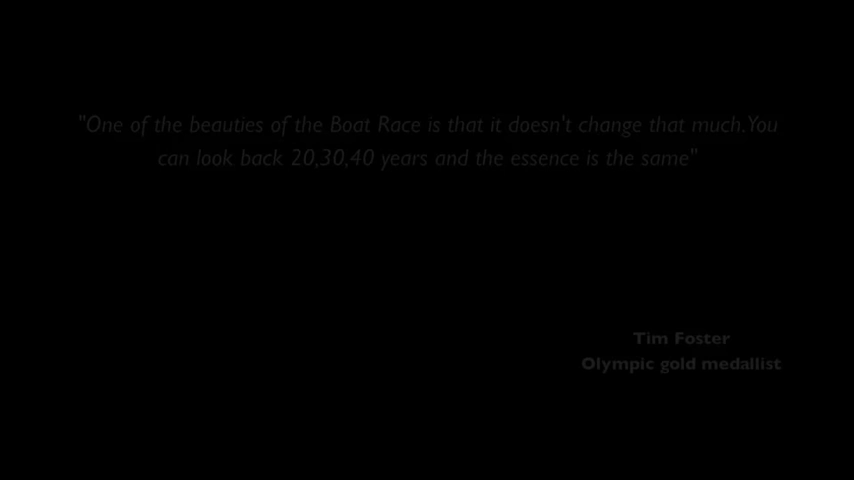 "One of the beauties of the Boat Race is that it doesn't change that much.You
can look back 20,30,40 years and the essence is the same"
Tim Foster
Olympic gold medallist